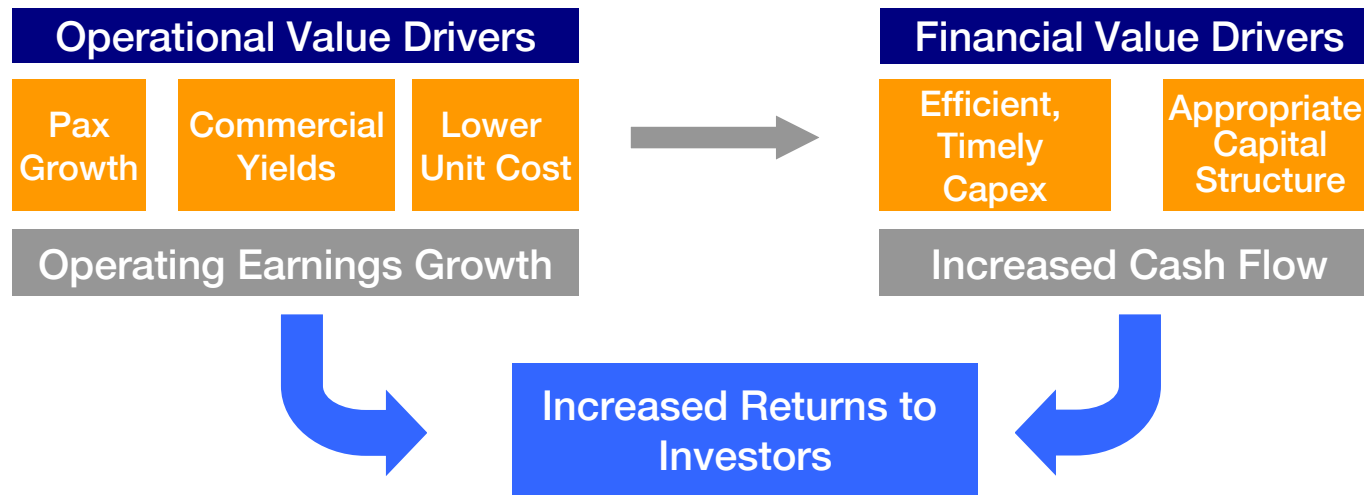 Operational Value Drivers
Pax
Growth
Commercial
Yields
Lower
Unit Cost
Operating Earnings Growth
Financial Value Drivers
Efficient,
Timely
Capex
Appropriate
Capital
Structure
Increased Cash Flow
Increased Returns to
Investors